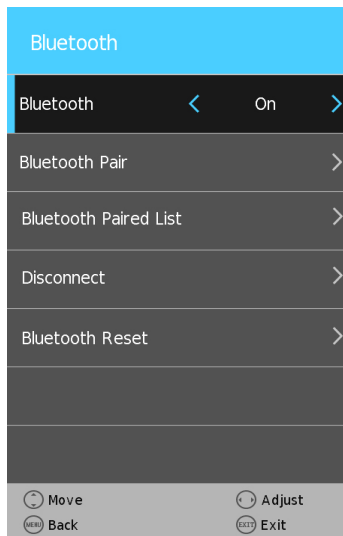 Bluetooth
Bluetooth On
Bluetooth Pair
Bluetooth Paired List
Disconnect
Bluetooth Reset
Move Adjust
MENU Back EXIT Exit